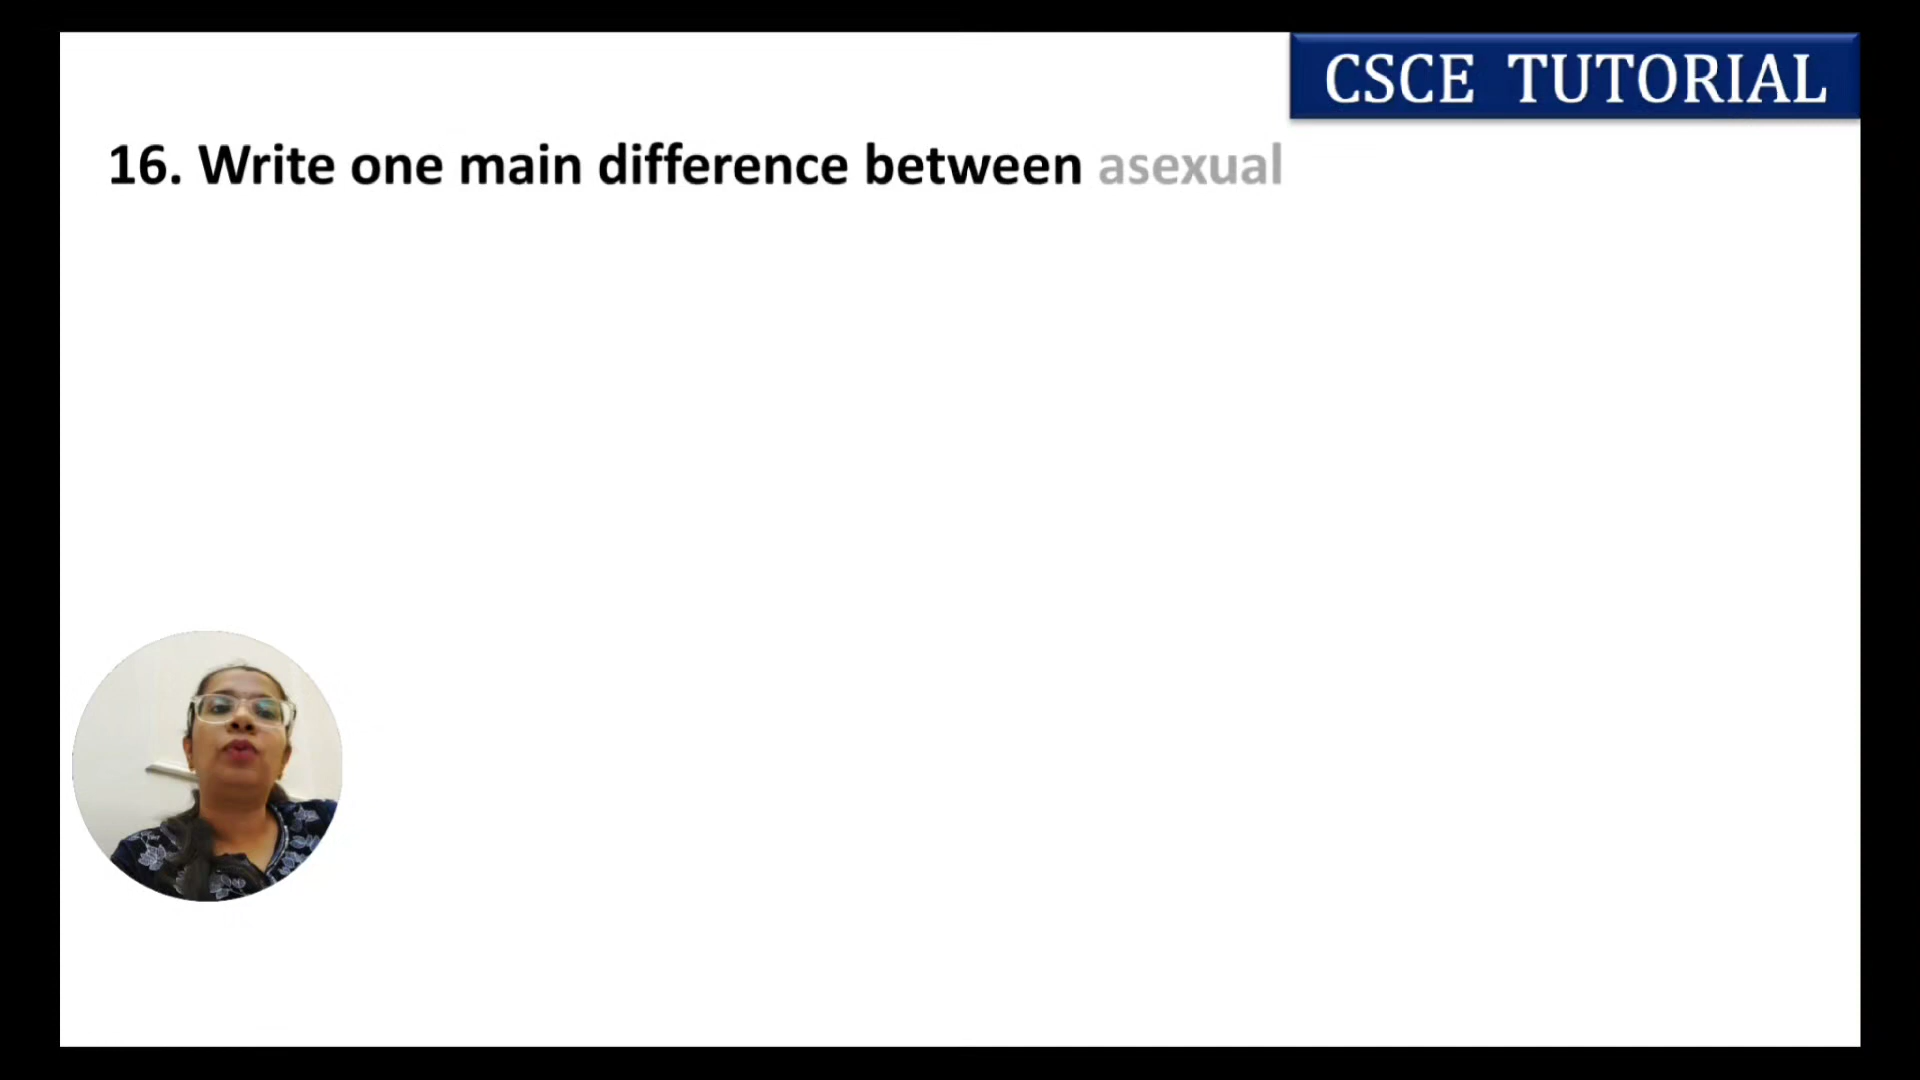 CSCE TUTORIAL
16. Write one main difference between asexual